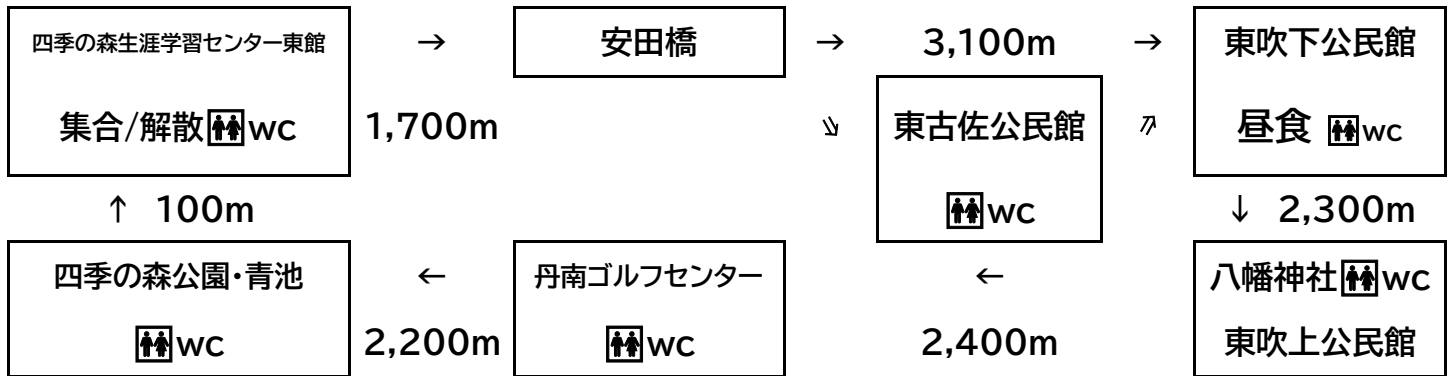 四季の森生涯学習センター東館 → 安田橋 → 3,100m → 東吹下公民館
集合/解散 WC 1,700m ⇘ 東古佐公民館 ⇗ 昼食 WC
↑ 100m WC ↓ 2,300m
四季の森公園・青池 ← 丹南ゴルフセンター ← 八幡神社 WC
WC 2,200m WC 2,400m 東吹上公民館